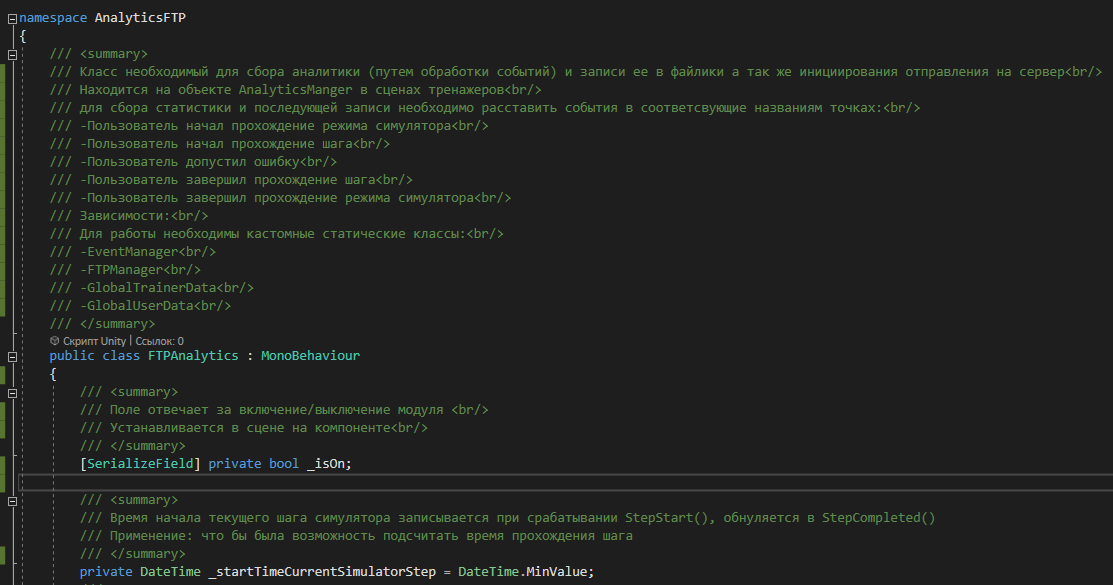 namespace AnalyticsFTP
{
/// <summary>
/// Класс необходимый для сбора аналитики (путем обработки событий) и записи ее в файлики а так же инициирования отправления на сервер<br/>
/// Находится на объекте AnalyticsManger в сценах тренажеров<br/>
/// для сбора статистики и последующей записи необходимо расставить события в соответсвующие названиям точках:<br/>
/// -Пользователь начал прохождение режима симулятора<br/>
/// -Пользователь начал прохождение шага<br/>
/// -Пользователь допустил ошибку<br/>
/// -Пользователь завершил прохождение шага<br/>
/// -Пользователь завершил прохождение режима симулятора<br/>
/// Зависимости:<br/>
/// Для работы необходимы кастомные статические классы:<br/>
/// -EventManager<br/>
/// -FTPManager<br/>
/// -GlobalTrainerData<br/>
/// -GlobalUserData<br/>
/// </summary>
Скрипт Unity | Ссылок: 0
public class FTPAnalytics : MonoBehaviour
{
/// <summary>
/// Поле отвечает за включение/выключение модуля <br/>
/// Устанавливается в сцене на компоненте<br/>
/// </summary>
[SerializeField] private bool _isOn;
/// <summary>
/// Время начала текущего шага симулятора записывается при срабатывании StepStart(), обнуляется в StepCompleted()
/// Применение: что бы была возможность подсчитать время прохождения шага
/// </summary>
private DateTime _startTimeCurrentSimulatorStep = DateTime.MinValue;